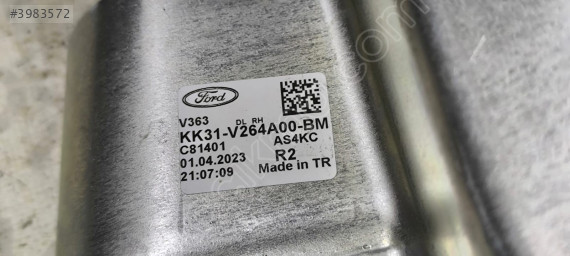 #3983572
Ford
V363
DL RH
KK31-V264A00-BM
C81401 AS4KC
01.04.2023 R2
21:07:09 Made in TR